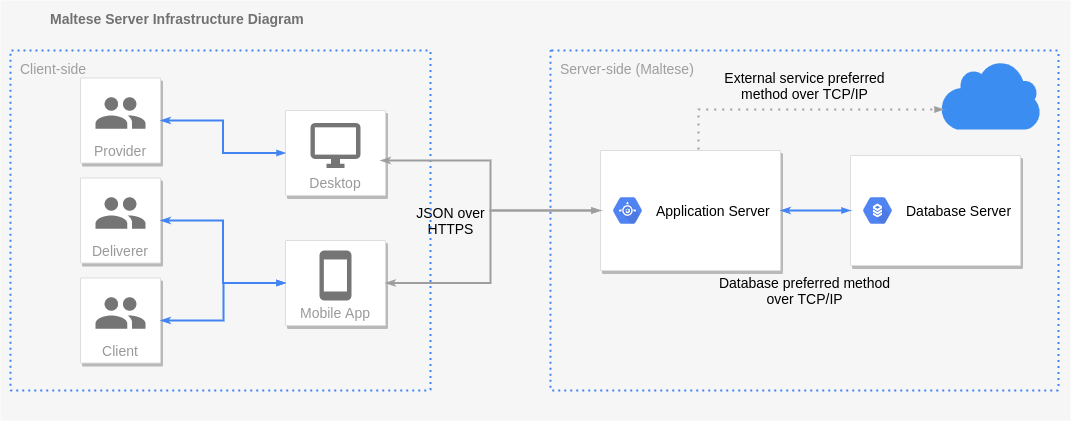 Maltese Server Infrastructure Diagram
Client-side
Provider
Deliverer
Client
Desktop
Mobile App
JSON over
HTTPS
Server-side (Maltese)
External service preferred
method over TCP/IP
Application Server
Database Server
Database preferred method
over TCP/IP